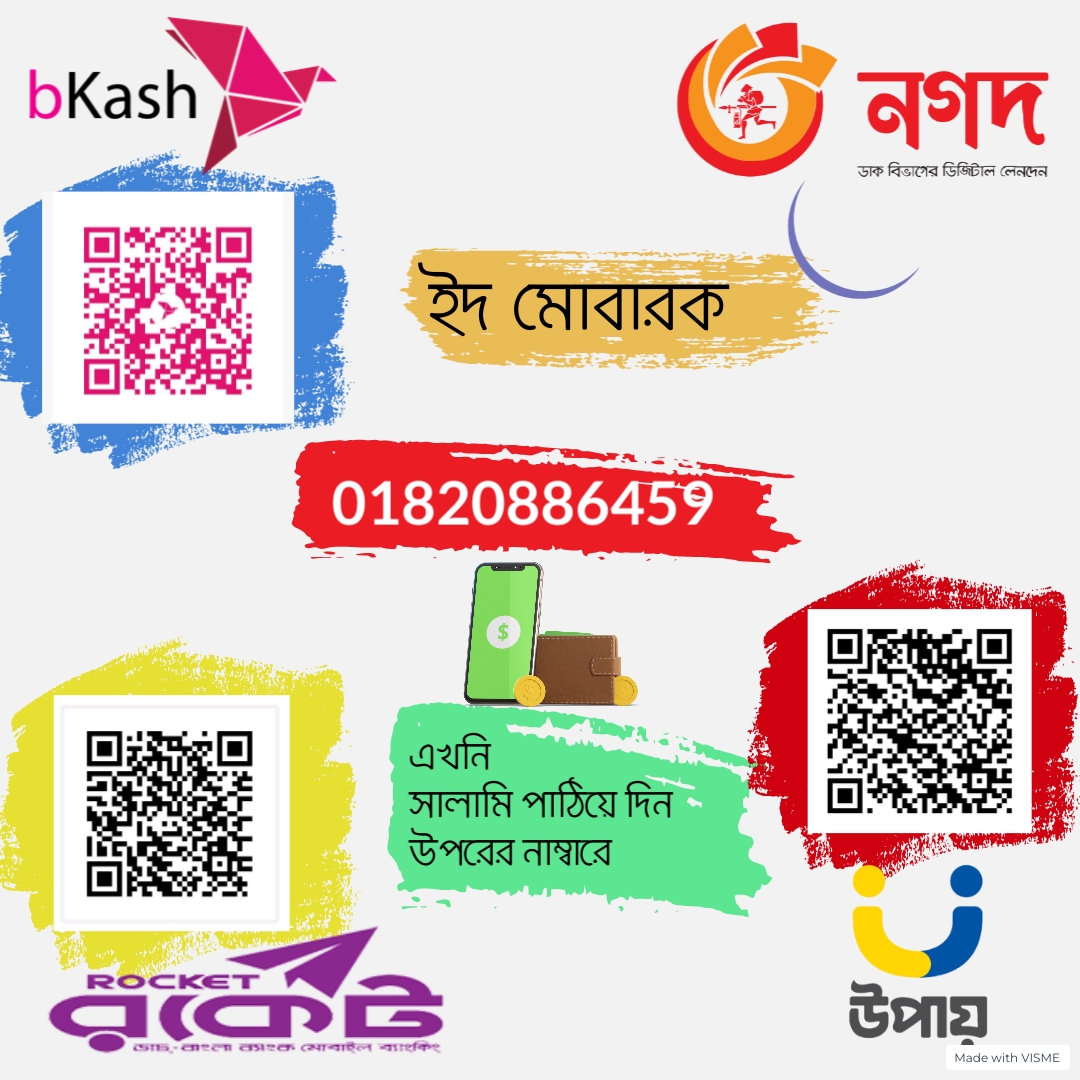 bKash
নগদ
ডাক বিভাগের ডিজিটাল লেনদেন
ইদ মোবারক
01820886459
$
এখনি
সালামি পাঠিয়ে দিন
উপরের নাম্বারে
ROCKET
রকেট
ডাচ্-বাংলা ব্যাংক মোবাইল ব্যাংকিং
উপায়
Made with VISME